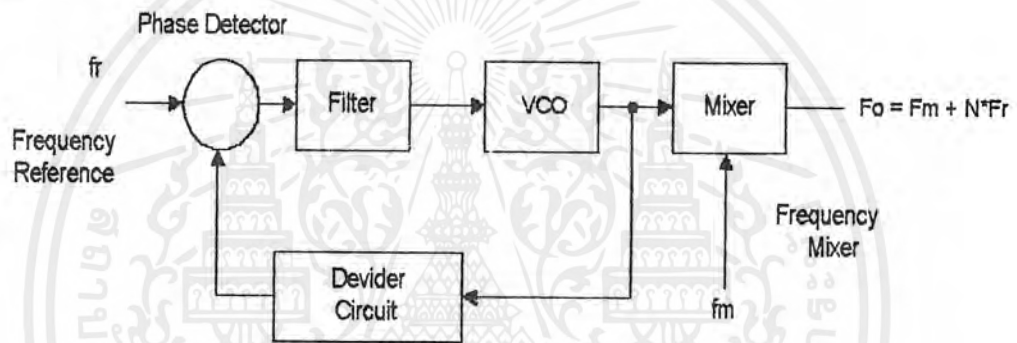 Phase Detector
fr
Filter
VCO
Mixer
Fo = Fm + N*Fr
Frequency
Reference
Frequency
Mixer
Devider
Circuit
fm